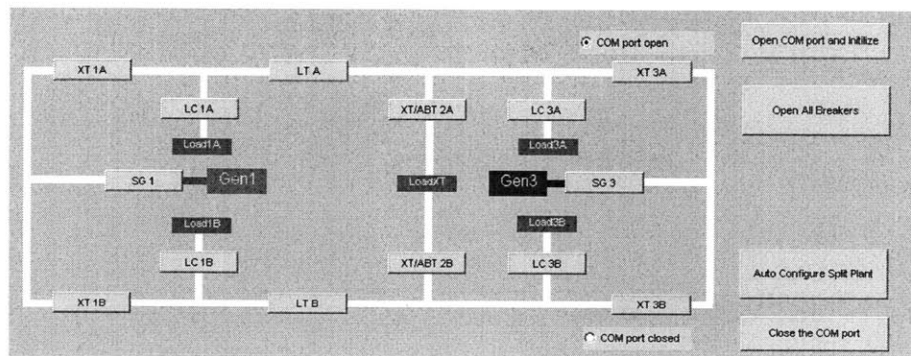 COM port open
Open COM port and initilize
XT 1A
LT A
XT 3A
LC 1A
XT/ABT 2A
LC 3A
Open All Breakers
Load1A
Load3A
SG 1
Gen1
LoadXT
Gen3
SG 3
Load1B
Load3B
LC 1B
XT/ABT 2B
LC 3B
Auto Configure Split Plant
XT 1B
LT B
XT 3B
COM port closed
Close the COM port